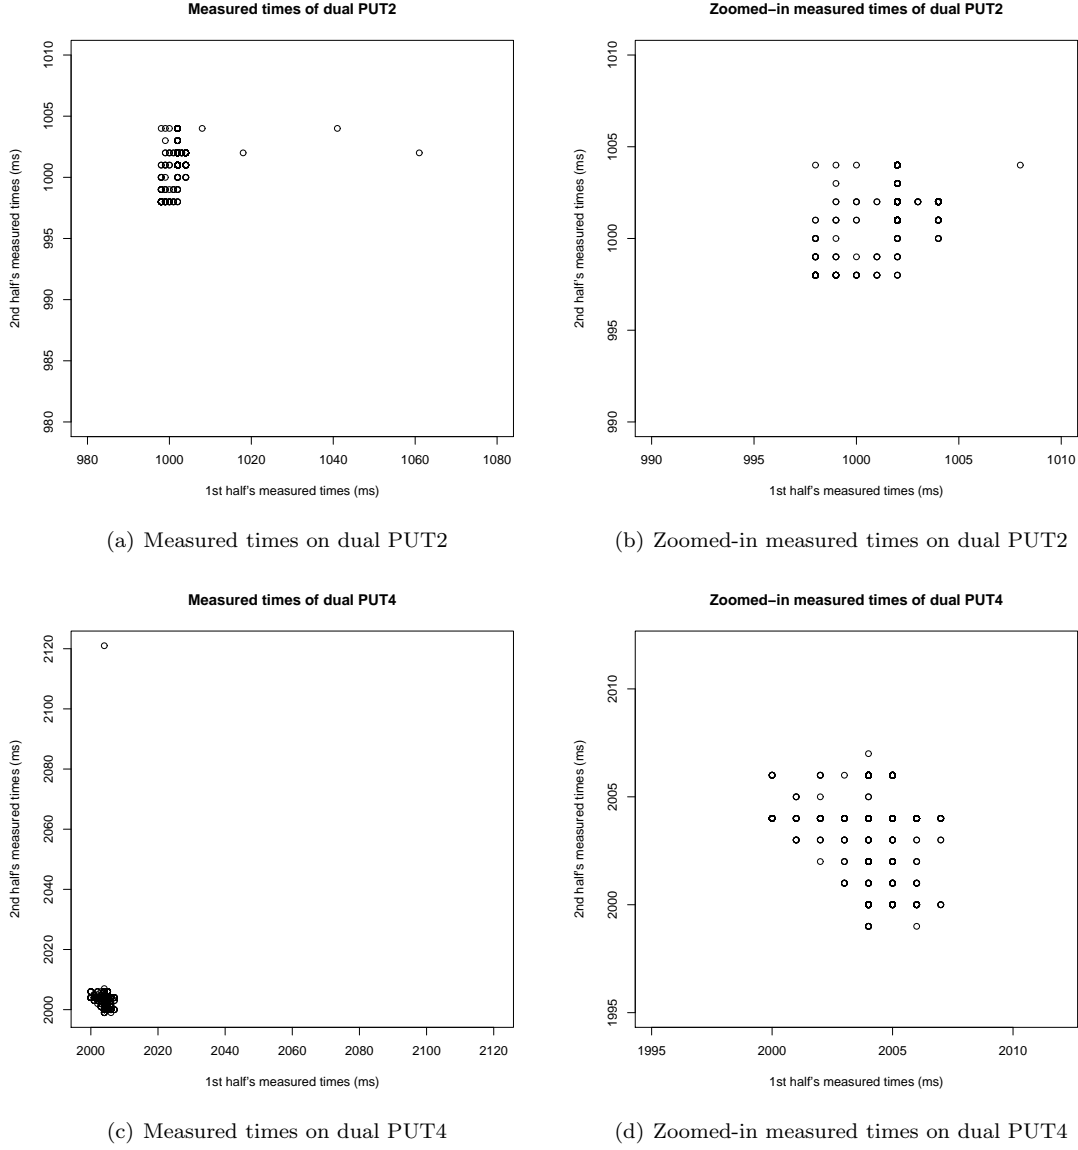 Measured times of dual PUT2
Zoomed−in measured times of dual PUT2
2nd half's measured times (ms)
980 985 990 995 1000 1005 1010
980 1000 1020 1040 1060 1080
1st half's measured times (ms)
2nd half's measured times (ms)
990 995 1000 1005 1010
990 995 1000 1005 1010
1st half's measured times (ms)
(a) Measured times on dual PUT2
(b) Zoomed-in measured times on dual PUT2
Measured times of dual PUT4
Zoomed−in measured times of dual PUT4
2nd half's measured times (ms)
2000 2020 2040 2060 2080 2100 2120
2000 2020 2040 2060 2080 2100 2120
1st half's measured times (ms)
2nd half's measured times (ms)
1995 2000 2005 2010
1995 2000 2005 2010
1st half's measured times (ms)
(c) Measured times on dual PUT4
(d) Zoomed-in measured times on dual PUT4